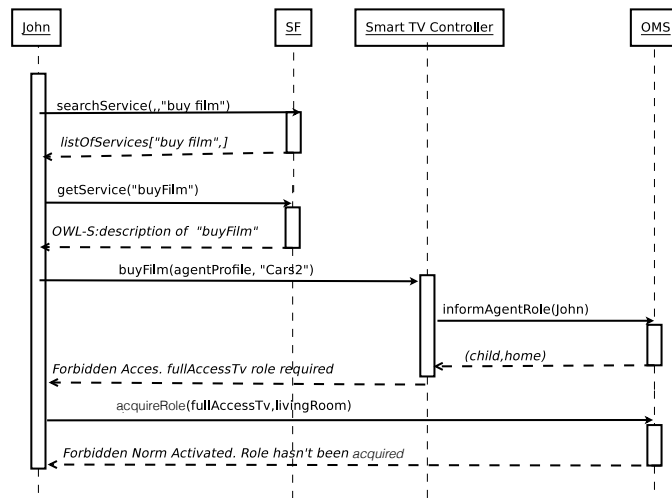 John
SF
Smart TV Controller
OMS
searchService(,,"buy film")
listOfServices["buy film",]
getService("buyFilm")
OWL-S:description of "buyFilm"
buyFilm(agentProfile, "Cars2")
informAgentRole(John)
(child,home)
Forbidden Acces. fullAccessTv role required
acquireRole(fullAccessTv,livingRoom)
Forbidden Norm Activated. Role hasn't been acquired